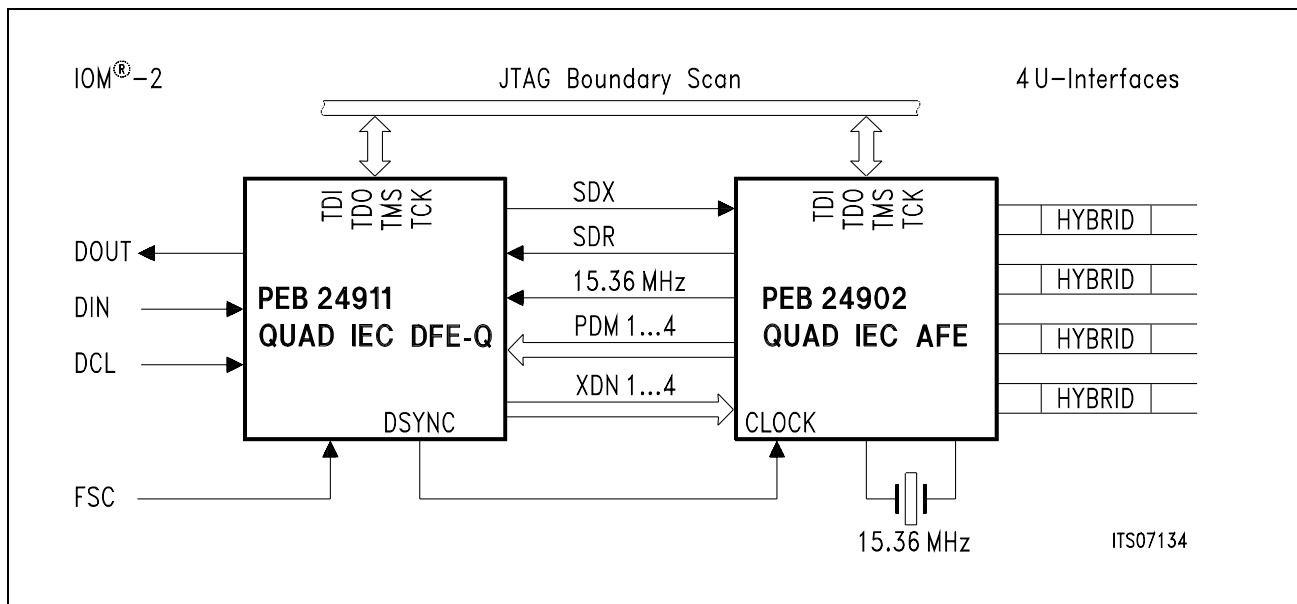 IOM®-2
JTAG Boundary Scan
4 U-Interfaces
TDI
TDO
TMS
TCK
SDX
TDI
TDO
TMS
TCK
HYBRID
DOUT
SDR
HYBRID
DIN
PEB 24911
QUAD IEC DFE-Q
15.36 MHz
PEB 24902
QUAD IEC AFE
PDM 1...4
HYBRID
DCL
XDN 1...4
HYBRID
DSYNC
CLOCK
FSC
15.36 MHz
ITS07134